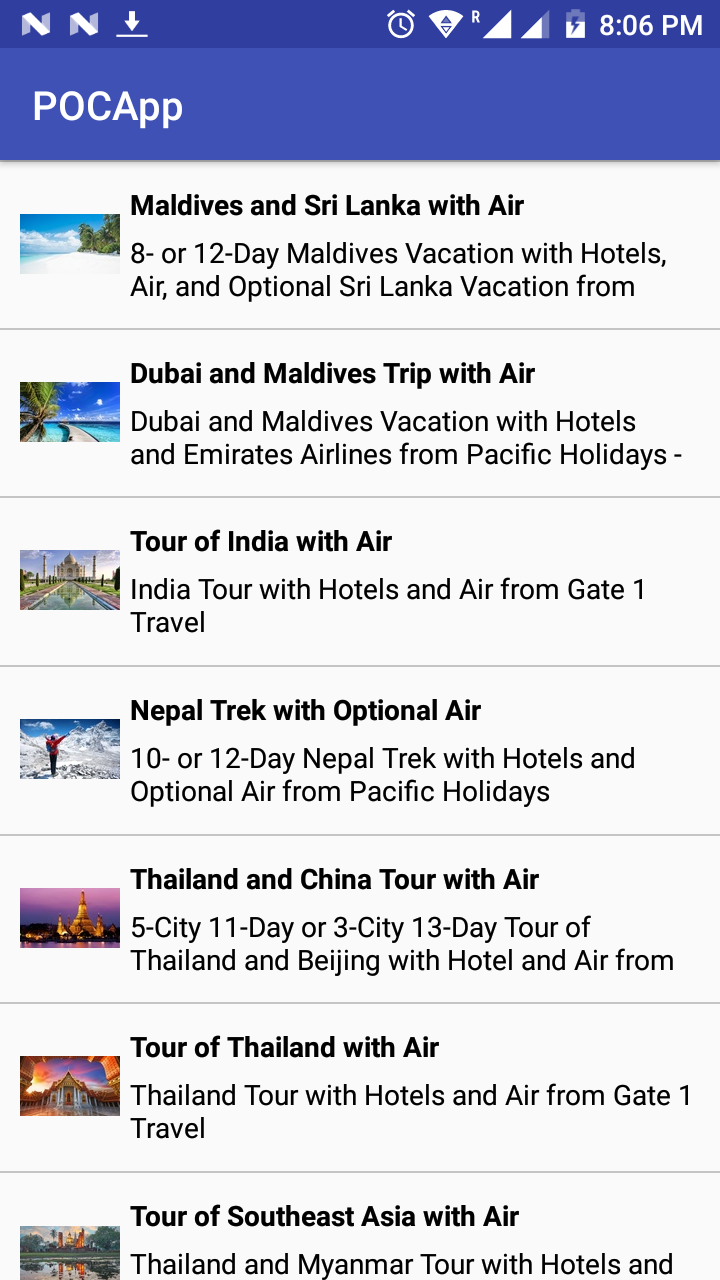 R 8:06 PM
POCApp
Maldives and Sri Lanka with Air
8- or 12-Day Maldives Vacation with Hotels,
Air, and Optional Sri Lanka Vacation from
Dubai and Maldives Trip with Air
Dubai and Maldives Vacation with Hotels
and Emirates Airlines from Pacific Holidays -
Tour of India with Air
India Tour with Hotels and Air from Gate 1
Travel
Nepal Trek with Optional Air
10- or 12-Day Nepal Trek with Hotels and
Optional Air from Pacific Holidays
Thailand and China Tour with Air
5-City 11-Day or 3-City 13-Day Tour of
Thailand and Beijing with Hotel and Air from
Tour of Thailand with Air
Thailand Tour with Hotels and Air from Gate 1
Travel
Tour of Southeast Asia with Air
Thailand and Myanmar Tour with Hotels and